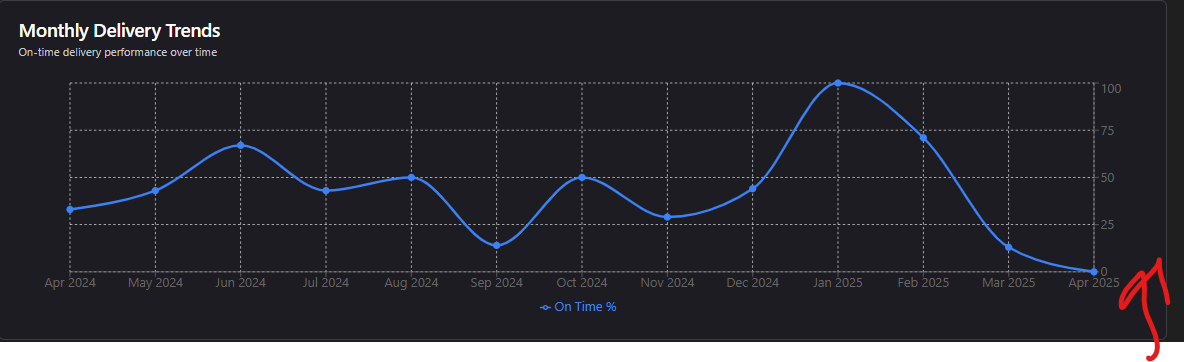 Monthly Delivery Trends
On-time delivery performance over time
100
75
50
25
0
Apr 2024 May 2024 Jun 2024 Jul 2024 Aug 2024 Sep 2024 Oct 2024 Nov 2024 Dec 2024 Jan 2025 Feb 2025 Mar 2025 Apr 2025
On Time %